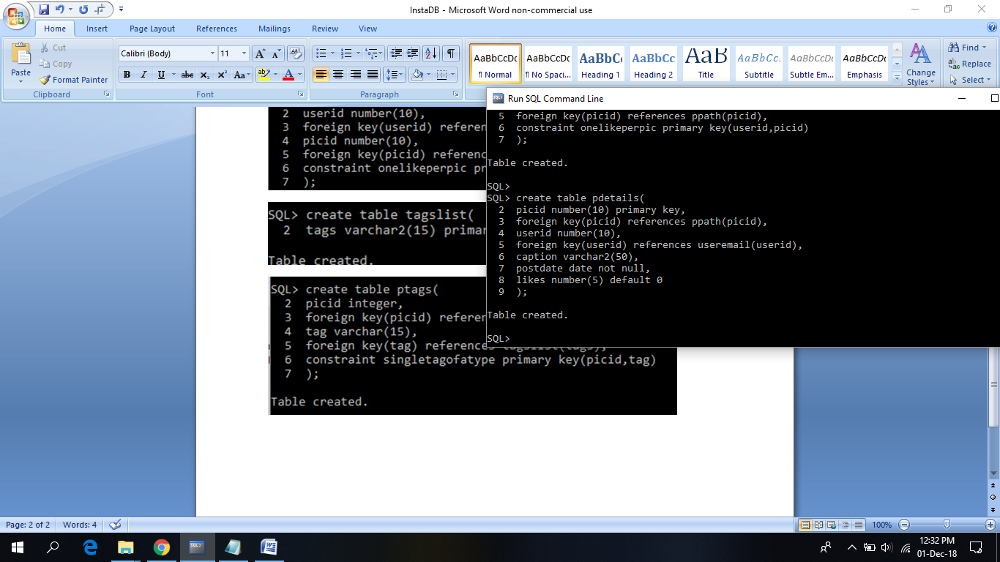 InstaDB - Microsoft Word non-commercial use
Home Insert Page Layout References Mailings Review View
Paste
Cut
Copy
Format Painter
Clipboard
Calibri (Body) 11
Font
Paragraph
AaBbCcDc AaBbCcDc AaBbC AaBbCc AaB AaBbCc. AaBbCcDc AaBbCcDc
¶ Normal ¶ No Spaci... Heading 1 Heading 2 Title Subtitle Subtle Em... Emphasis
Change
Styles
Find
Replace
Select
2 userid number(10),
3 foreign key(userid)
4 picid number(10),
5 foreign key(picid)
6 constraint onelikeperpic
7 );
SQL> create table tagslist(
2 tags varchar2(15)
Table created.
SQL> create table ptags(
2 picid integer,
3 foreign key(picid)
4 tag varchar(15),
5 foreign key(tag) references tagslist(tags),
6 constraint singletagofatype primary key(picid,tag)
7 );
Table created.
Run SQL Command Line
5 foreign key(picid) references ppath(picid),
6 constraint onelikeperpic primary key(userid,picid)
7 );
Table created.
SQL>
SQL> create table pdetails(
2 picid number(10) primary key,
3 foreign key(picid) references ppath(picid),
4 userid number(10),
5 foreign key(userid) references useremail(userid),
6 caption varchar2(50),
7 postdate date not null,
8 likes number(5) default 0
9 );
Table created.
SQL>
Page: 2 of 2 Words: 4 100%
12:32 PM
01-Dec-18